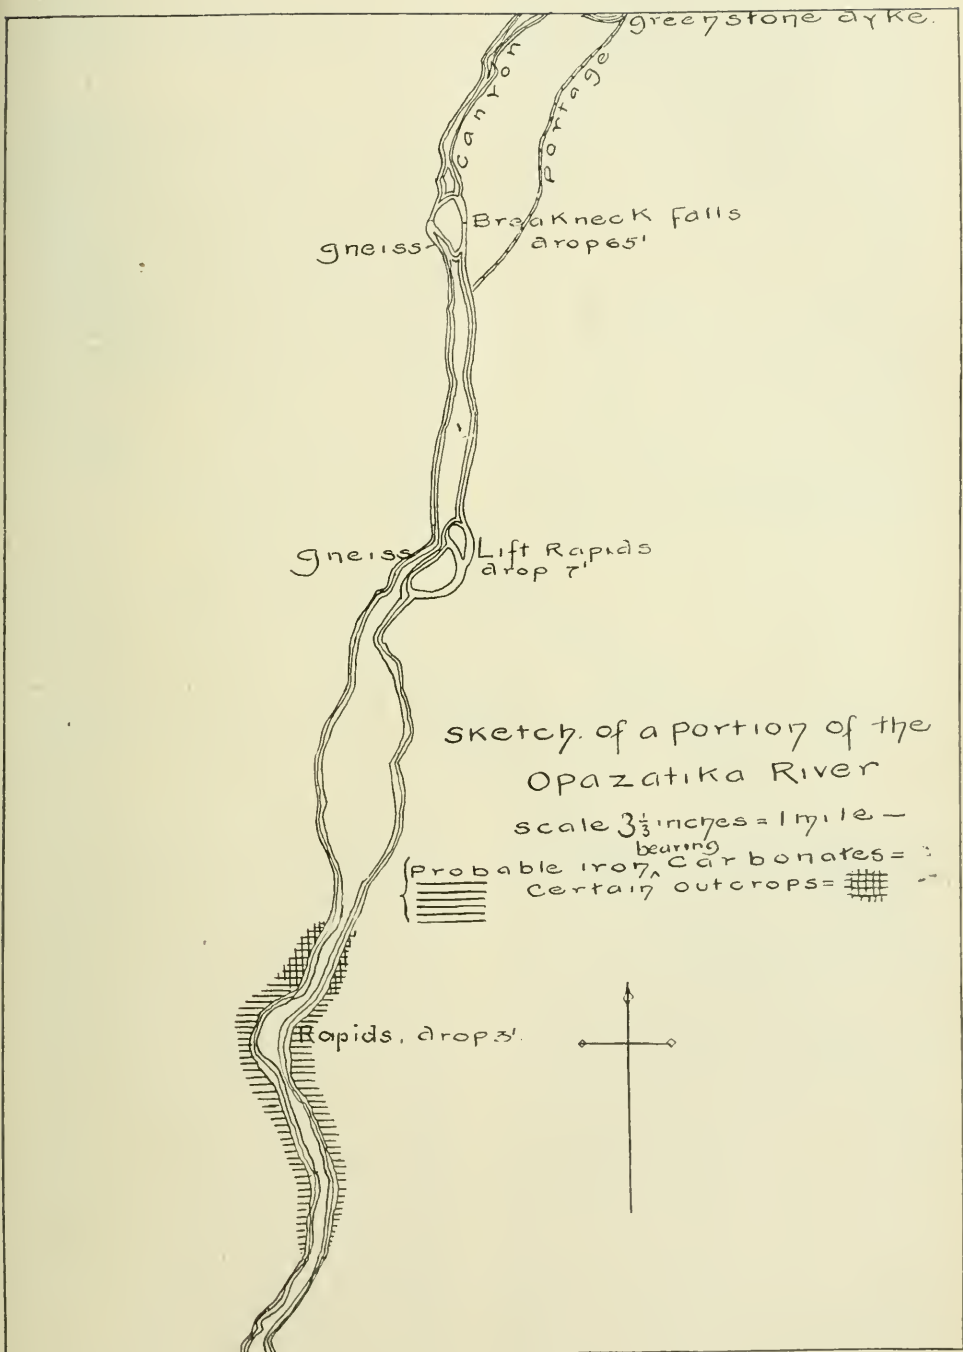 greenstone dyke.
canyon
portage
Breakneck Falls
drop 65'
gneiss
gneiss
Lift Rapids
drop 7'
Sketch. of a portion of the
Opazatika River
Scale 3⅓ inches = 1 mile —
bearing
Probable iron ‸ Carbonates =
Certain outcrops =
Rapids, drop 3'.